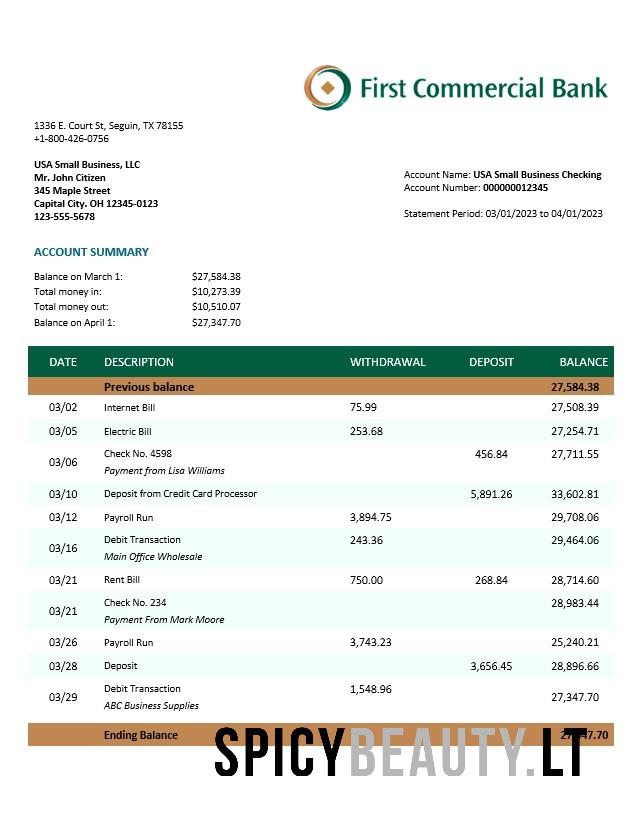 First Commercial Bank
1336 E. Court St, Seguin, TX 78155
+1-800-426-0756
USA Small Business, LLC
Mr. John Citizen
345 Maple Street
Capital City. OH 12345-0123
123-555-5678
Account Name: USA Small Business Checking
Account Number: 000000012345
Statement Period: 03/01/2023 to 04/01/2023
ACCOUNT SUMMARY
Balance on March 1: $27,584.38
Total money in: $10,273.39
Total money out: $10,510.07
Balance on April 1: $27,347.70
DATE DESCRIPTION WITHDRAWAL DEPOSIT BALANCE
Previous balance 27,584.38
03/02 Internet Bill 75.99 27,508.39
03/05 Electric Bill 253.68 27,254.71
03/06 Check No. 4598 456.84 27,711.55
Payment from Lisa Williams
03/10 Deposit from Credit Card Processor 5,891.26 33,602.81
03/12 Payroll Run 3,894.75 29,708.06
03/16 Debit Transaction 243.36 29,464.06
Main Office Wholesale
03/21 Rent Bill 750.00 268.84 28,714.60
03/21 Check No. 234 28,983.44
Payment From Mark Moore
03/26 Payroll Run 3,743.23 25,240.21
03/28 Deposit 3,656.45 28,896.66
03/29 Debit Transaction 1,548.96 27,347.70
ABC Business Supplies
Ending Balance
SPICYBEAUTY.LT